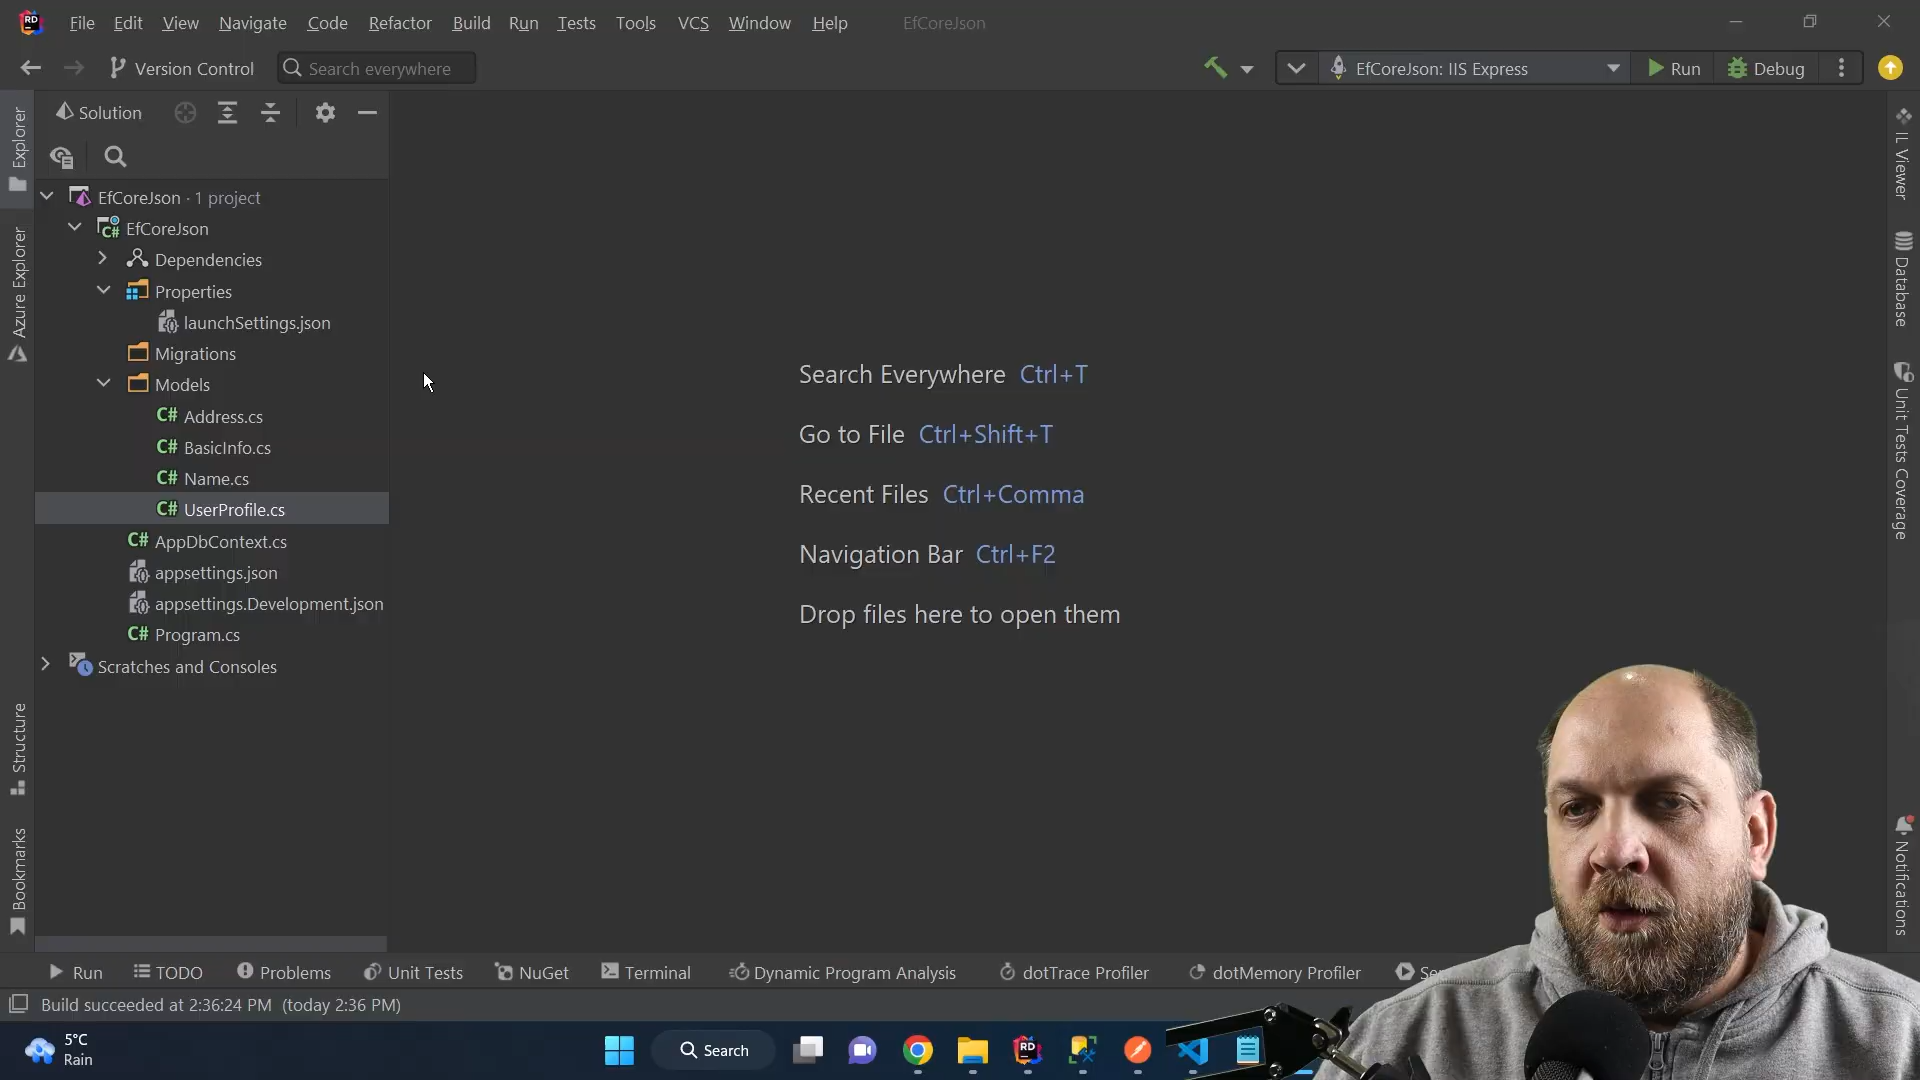 RD File Edit View Navigate Code Refactor Build Run Tests Tools VCS Window Help EfCoreJson
Version Control Search everywhere EfCoreJson: IIS Express Run Debug
Solution
EfCoreJson · 1 project
C# EfCoreJson
Dependencies
Properties
launchSettings.json
Migrations
Models
C# Address.cs
C# BasicInfo.cs
C# Name.cs
C# UserProfile.cs
C# AppDbContext.cs
appsettings.json
appsettings.Development.json
C# Program.cs
Scratches and Consoles
Explorer
Azure Explorer
Structure
Bookmarks
Search Everywhere Ctrl+T
Go to File Ctrl+Shift+T
Recent Files Ctrl+Comma
Navigation Bar Ctrl+F2
Drop files here to open them
IL Viewer
Database
Unit Tests Coverage
Notifications
Run TODO Problems Unit Tests NuGet Terminal Dynamic Program Analysis dotTrace Profiler dotMemory Profiler
Build succeeded at 2:36:24 PM (today 2:36 PM)
5°C
Rain
Search
RD